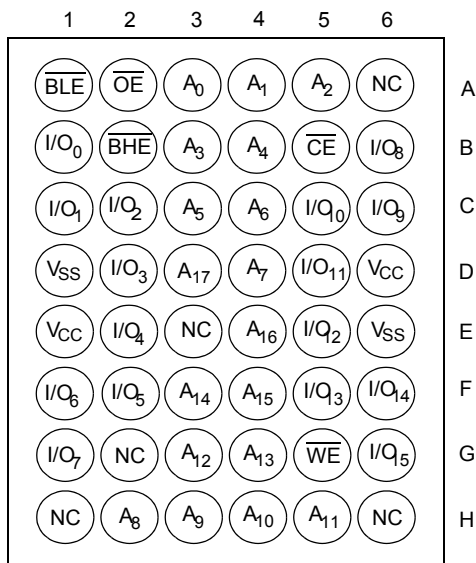 1 2 3 4 5 6
BLE OE A0 A1 A2 NC A
I/O0 BHE A3 A4 CE I/O8 B
I/O1 I/O2 A5 A6 I/O10 I/O9 C
VSS I/O3 A17 A7 I/O11 VCC D
VCC I/O4 NC A16 I/O12 VSS E
I/O6 I/O5 A14 A15 I/O13 I/O14 F
I/O7 NC A12 A13 WE I/O15 G
NC A8 A9 A10 A11 NC H